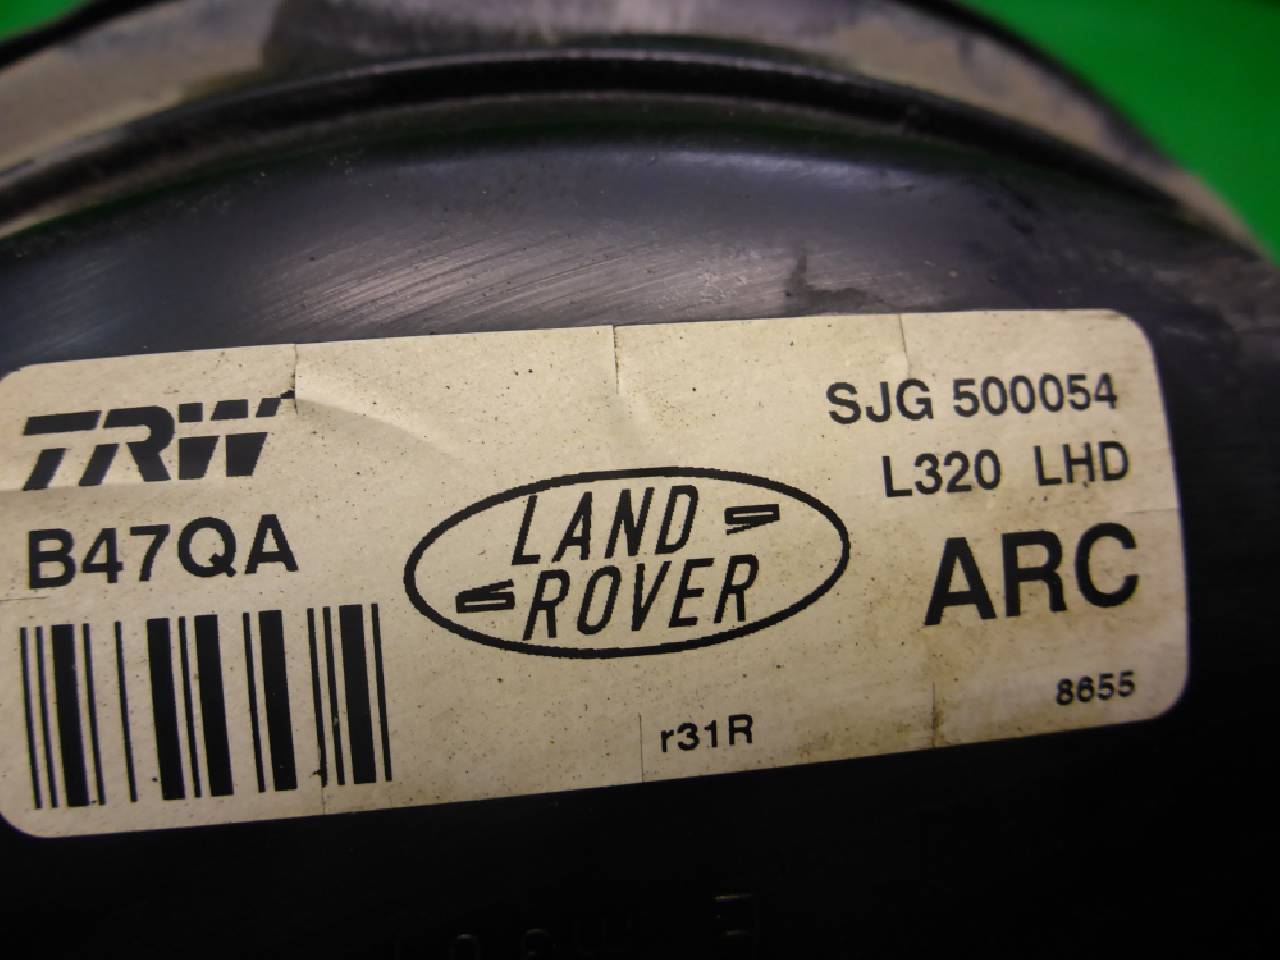 TRW
B47QA
LAND
ROVER
SJG 500054
L320 LHD
ARC
8655
r31R